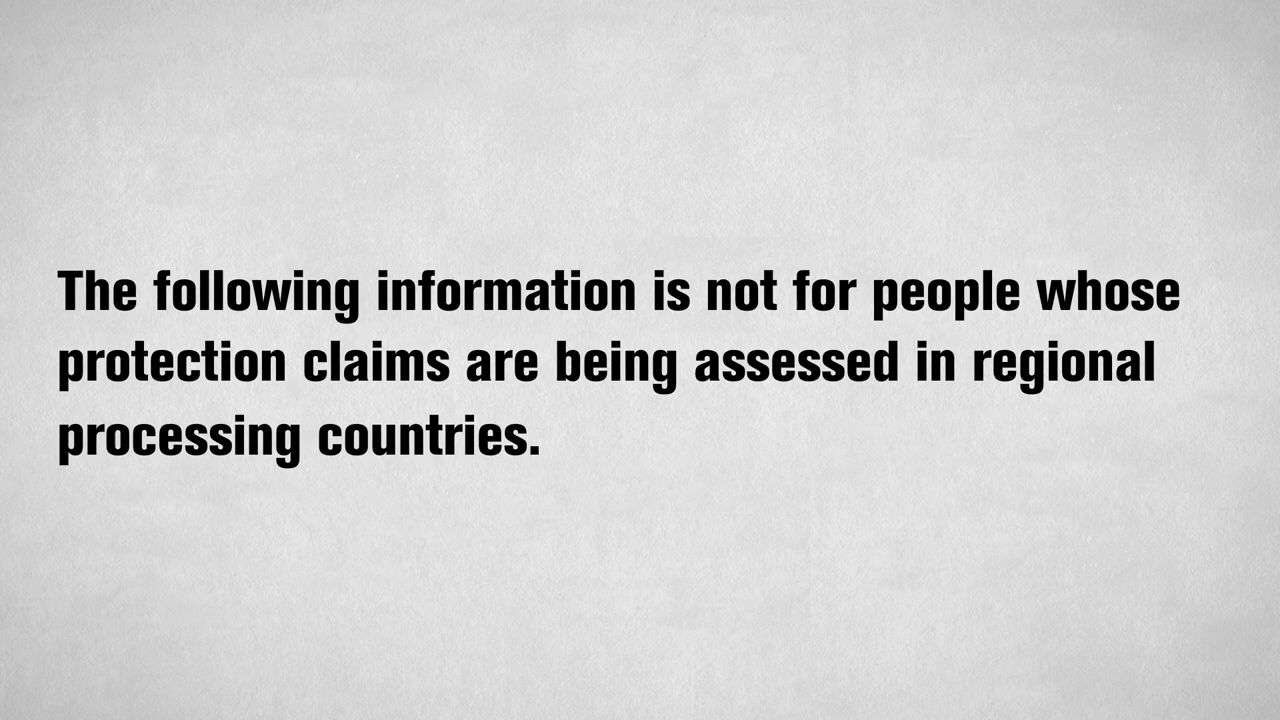 The following information is not for people whose
protection claims are being assessed in regional
processing countries.